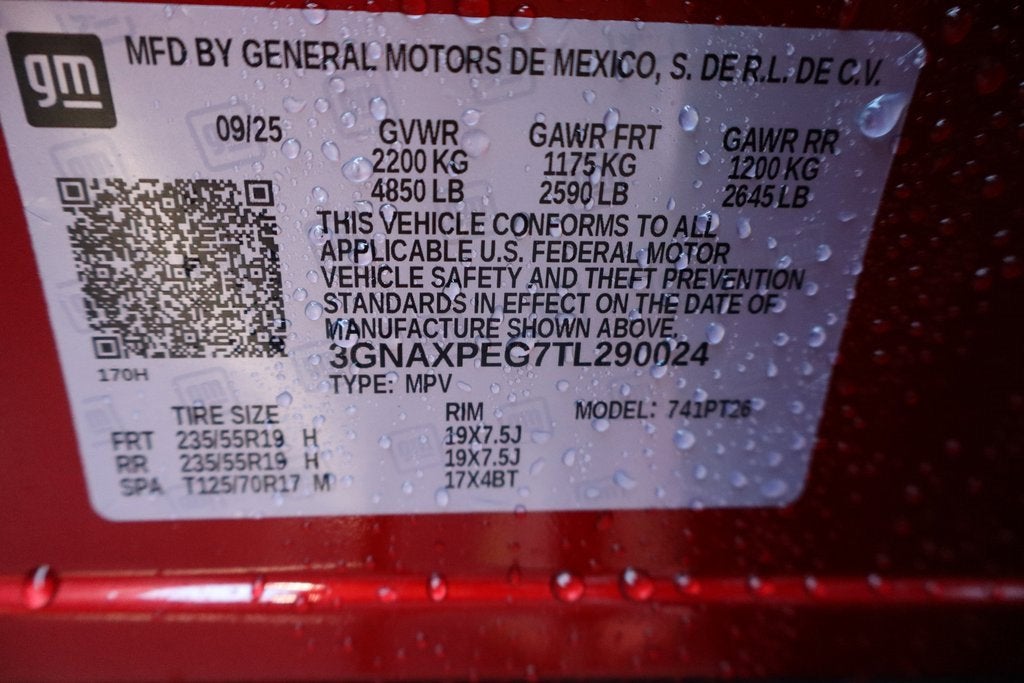 gm
MFD BY GENERAL MOTORS DE MEXICO, S. DE R.L. DE C.V.
09/25 GVWR GAWR FRT GAWR RR
2200 KG 1175 KG 1200 KG
4850 LB 2590 LB 2645 LB
THIS VEHICLE CONFORMS TO ALL
APPLICABLE U.S. FEDERAL MOTOR
VEHICLE SAFETY AND THEFT PREVENTION
STANDARDS IN EFFECT ON THE DATE OF
MANUFACTURE SHOWN ABOVE.
3GNAXPEG7TL290024
170H
TYPE: MPV
TIRE SIZE RIM MODEL: 741PT26
FRT 235/55R19 H 19X7.5J
RR 235/55R19 H 19X7.5J
SPA T125/70R17 M 17X4BT